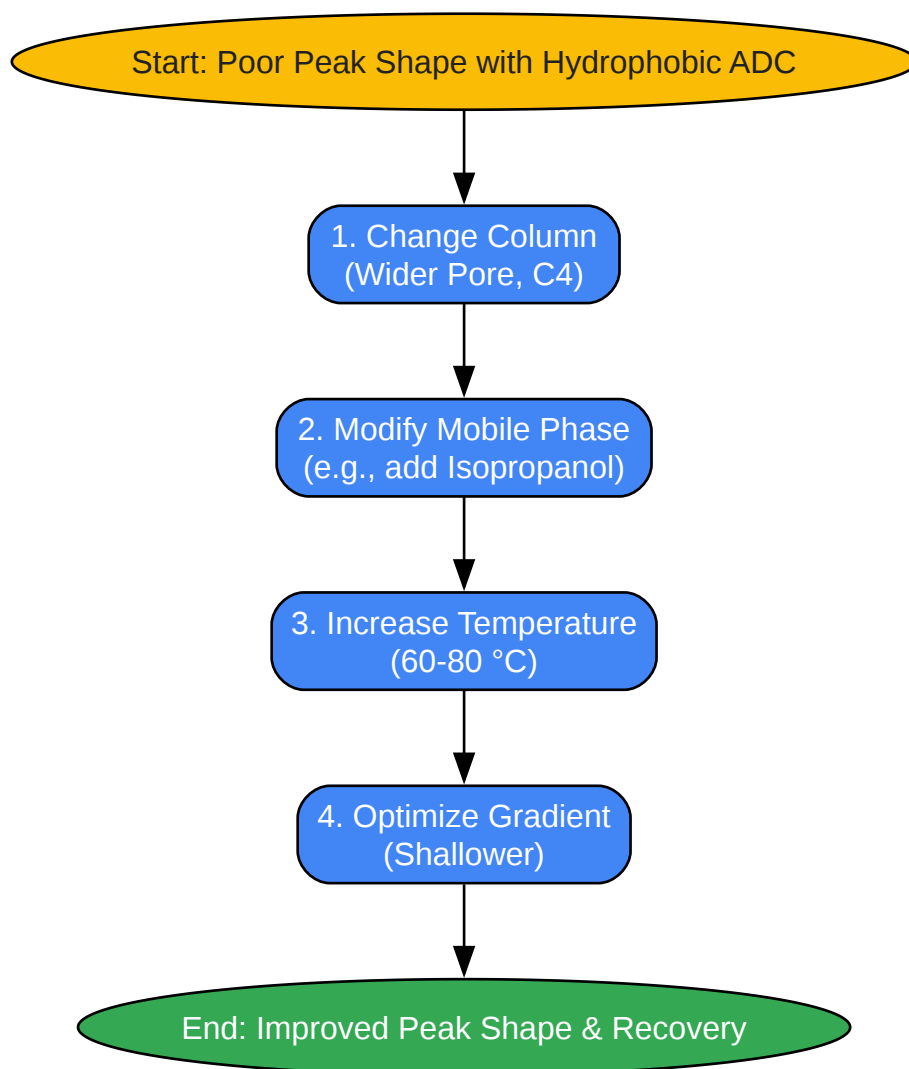 Start: Poor Peak Shape with Hydrophobic ADC
1. Change Column
(Wider Pore, C4)
2. Modify Mobile Phase
(e.g., add Isopropanol)
3. Increase Temperature
(60-80 °C)
4. Optimize Gradient
(Shallower)
End: Improved Peak Shape & Recovery